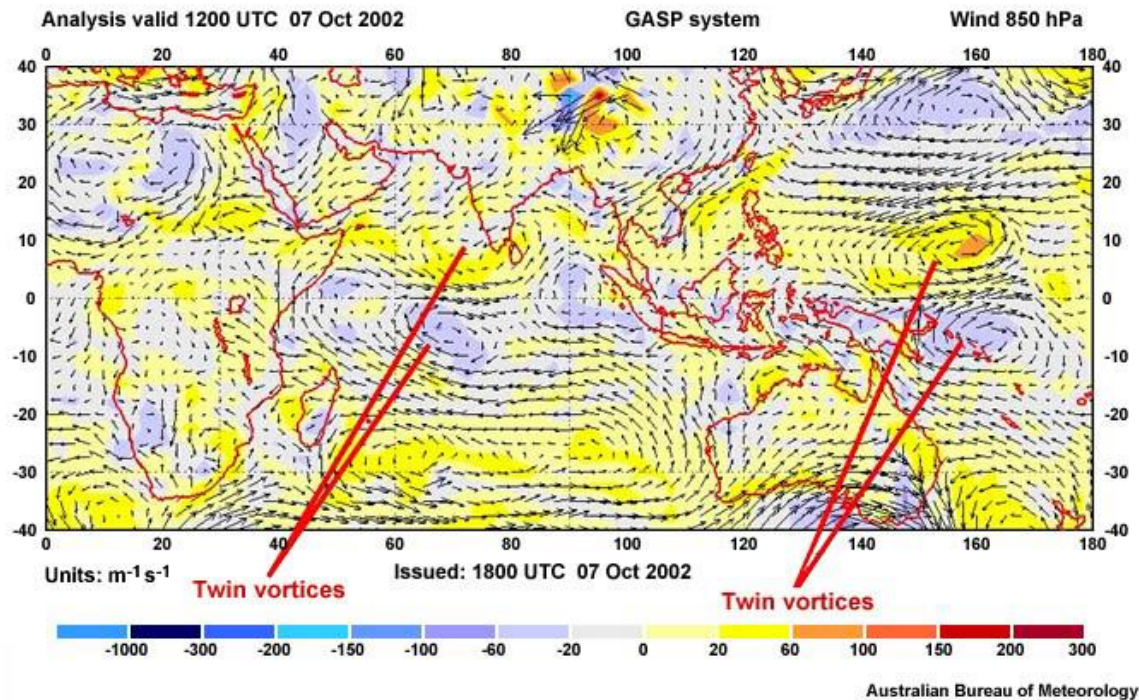 Analysis valid 1200 UTC 07 Oct 2002 GASP system Wind 850 hPa
0 20 40 60 80 100 120 140 160 180
40 40
30 30
20 20
10 10
0 0
-10 -10
-20 -20
-30 -30
-40 -40
0 20 40 60 80 100 120 140 160 180
Units: m-1 s-1 Issued: 1800 UTC 07 Oct 2002
Twin vortices Twin vortices
-1000 -300 -200 -150 -100 -60 -20 0 20 60 100 150 200 300
Australian Bureau of Meteorology